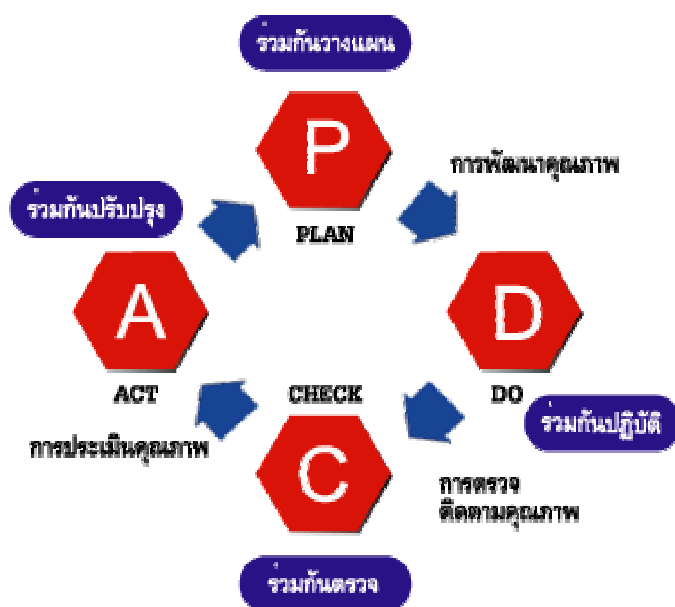 ร่วมกันวางแผน
P
PLAN
การพัฒนาคุณภาพ
ร่วมกันปรับปรุง
A
ACT
D
DO
CHECK
C
ร่วมกันปฏิบัติ
การประเมินคุณภาพ
การตรวจ
ติดตามคุณภาพ
ร่วมกันตรวจ